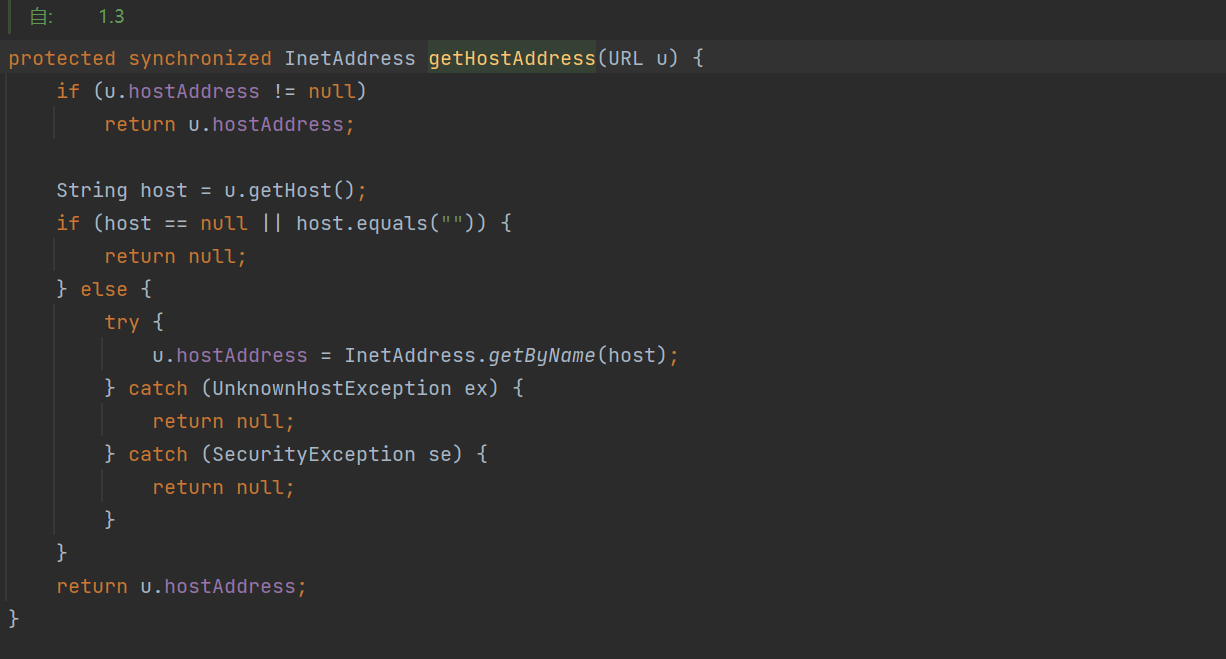 自: 1.3
protected synchronized InetAddress getHostAddress(URL u) {
    if (u.hostAddress != null)
        return u.hostAddress;

    String host = u.getHost();
    if (host == null || host.equals("")) {
        return null;
    } else {
        try {
            u.hostAddress = InetAddress.getByName(host);
        } catch (UnknownHostException ex) {
            return null;
        } catch (SecurityException se) {
            return null;
        }
    }
    return u.hostAddress;
}